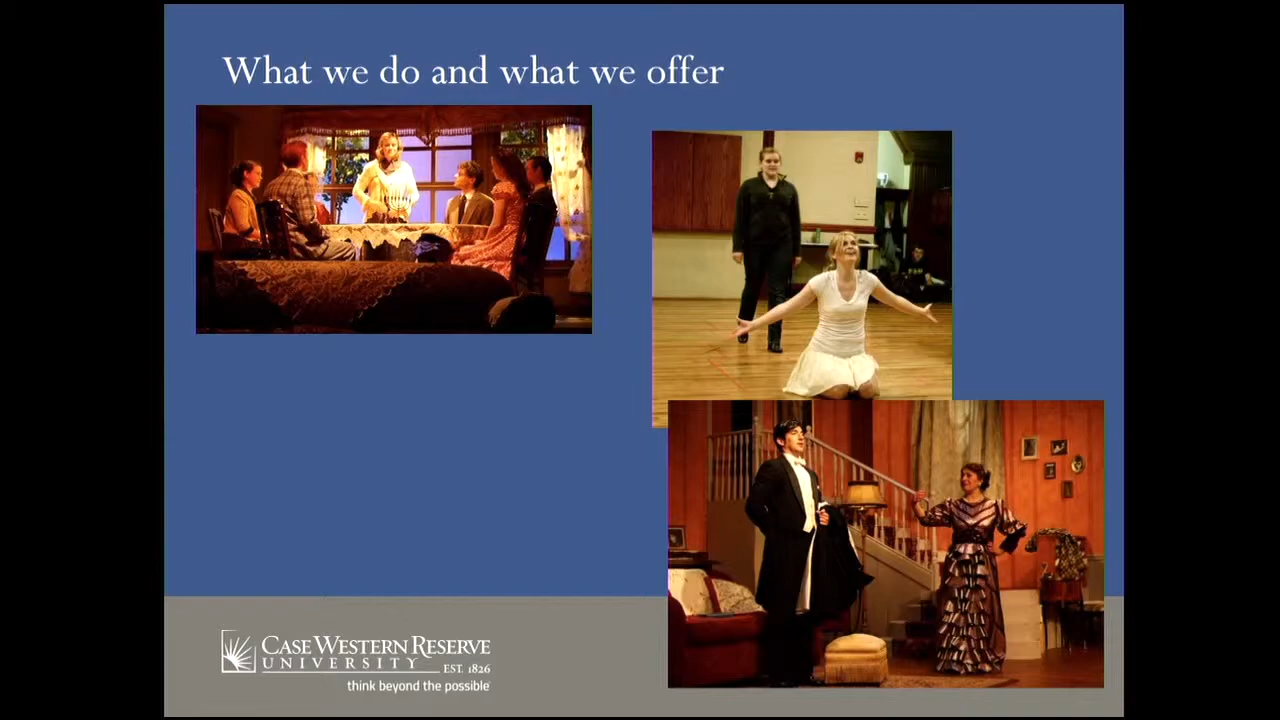 What we do and what we offer
CASE WESTERN RESERVE
UNIVERSITY EST. 1826
think beyond the possible